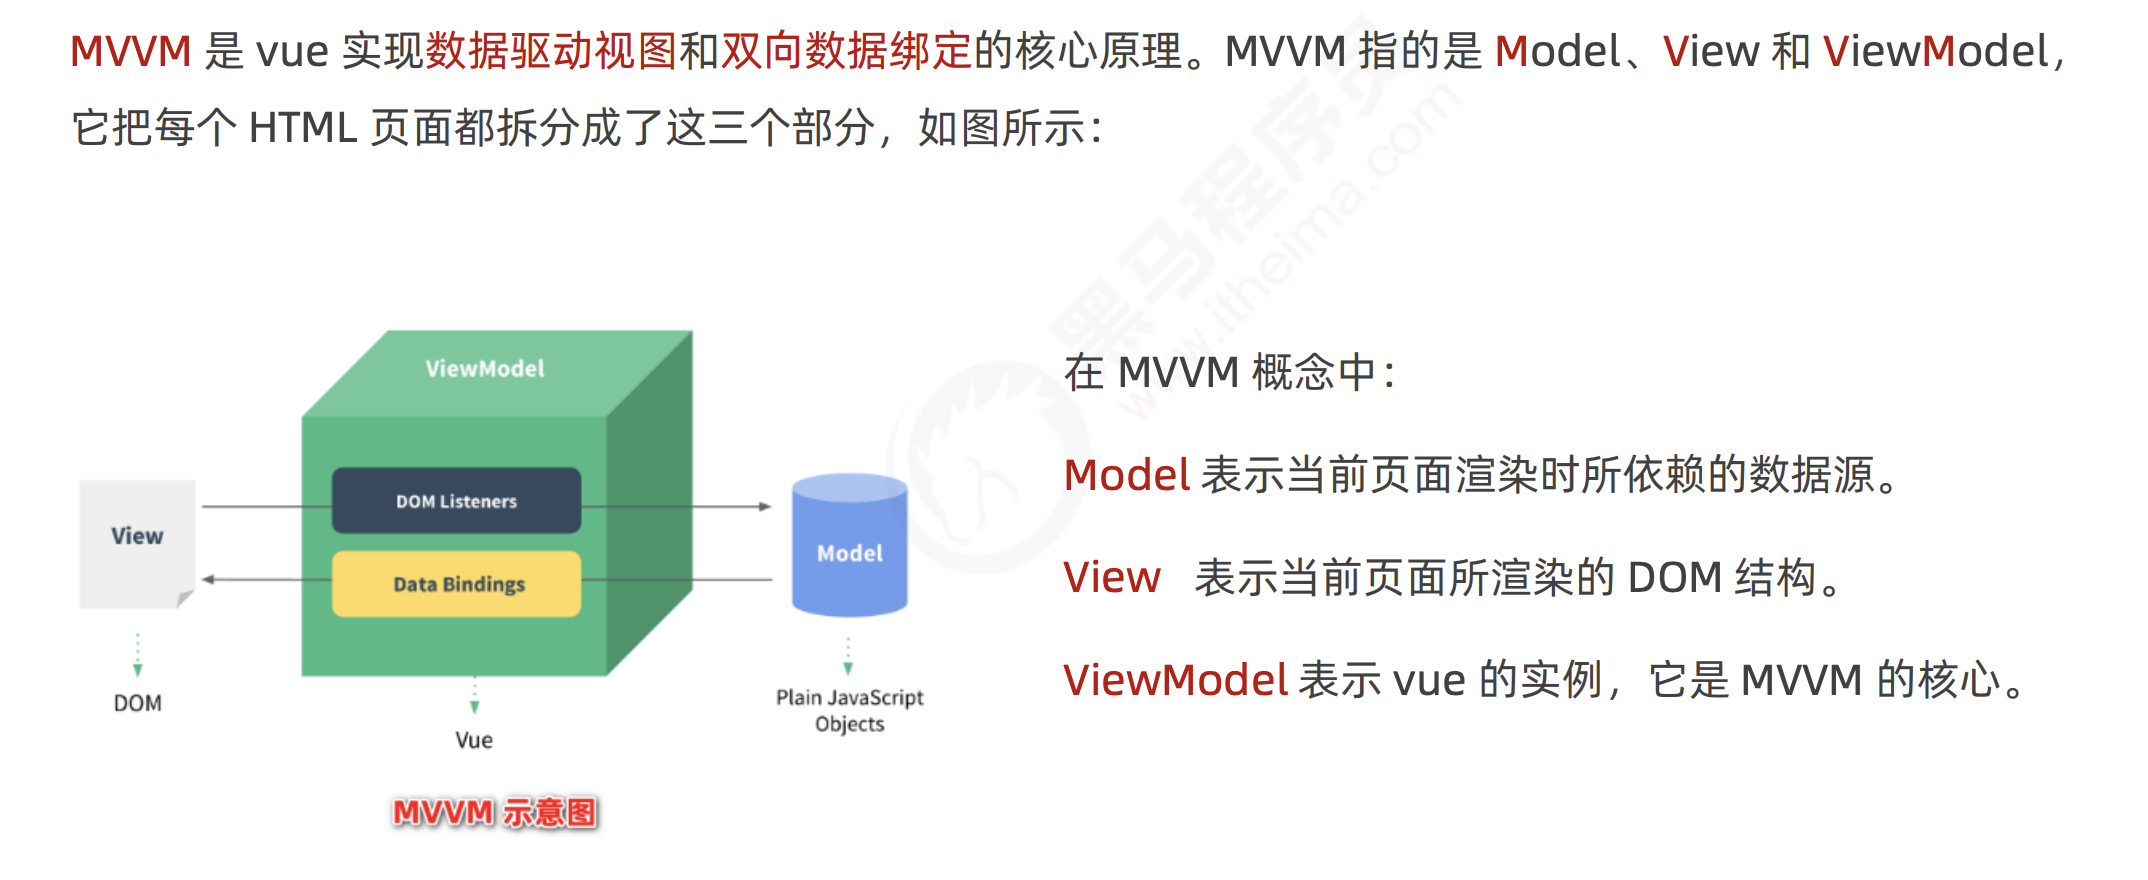 MVVM 是 vue 实现数据驱动视图和双向数据绑定的核心原理。MVVM 指的是 Model、View 和 ViewModel，
它把每个 HTML 页面都拆分成了这三个部分，如图所示：
黑马程序员
www.itheima.com
ViewModel
DOM Listeners
View
Data Bindings
Model
DOM
Vue
Plain JavaScript
Objects
MVVM 示意图
在 MVVM 概念中：
Model 表示当前页面渲染时所依赖的数据源。
View 表示当前页面所渲染的 DOM 结构。
ViewModel 表示 vue 的实例，它是 MVVM 的核心。